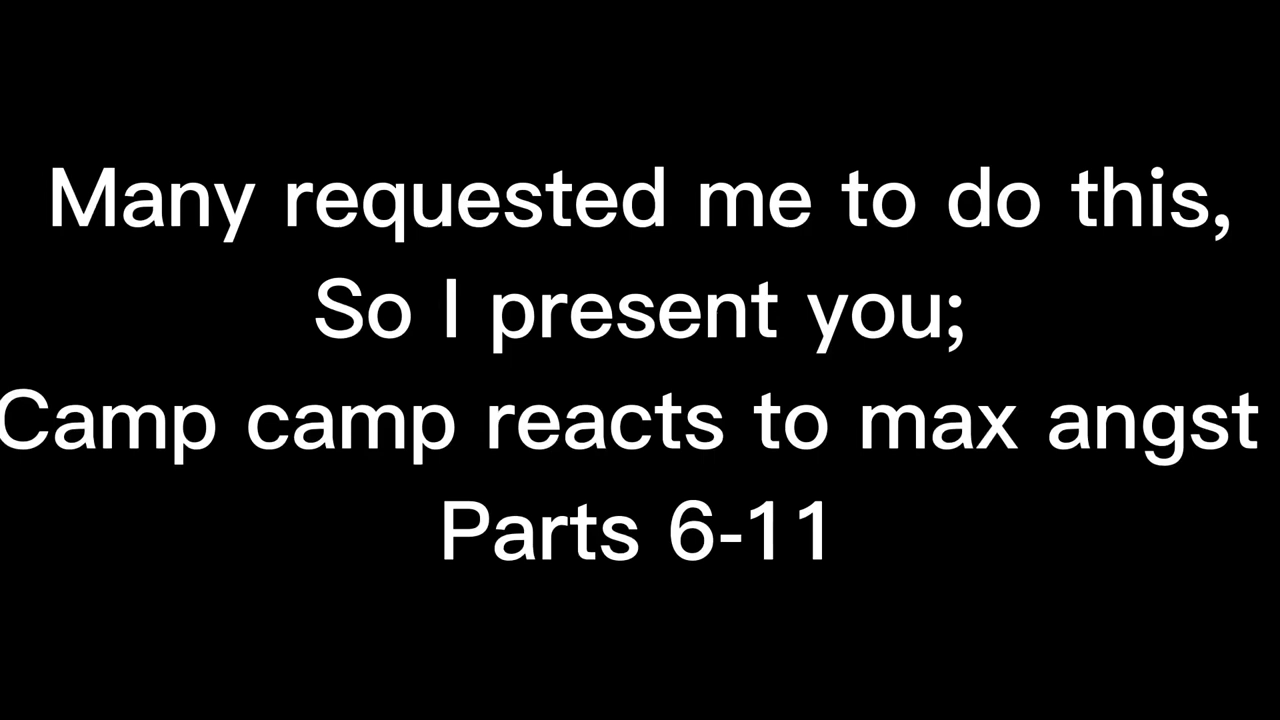 Many requested me to do this,
So I present you;
Camp camp reacts to max angst
Parts 6-11